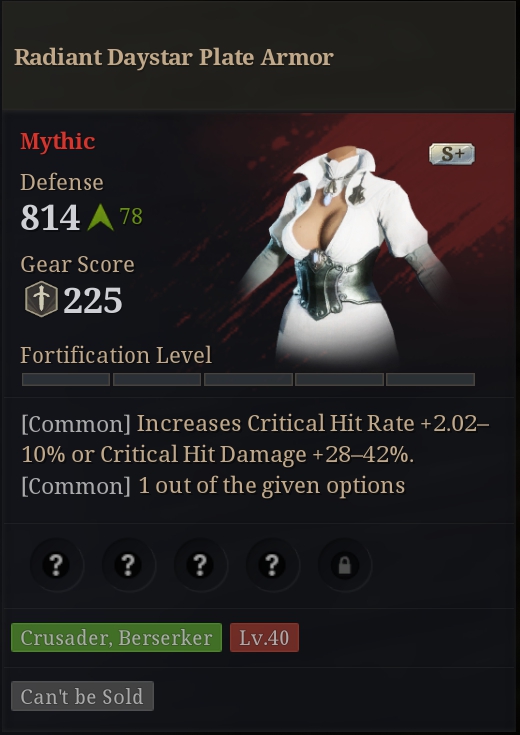 Radiant Daystar Plate Armor
Mythic
S+
Defense
814 78
Gear Score
225
Fortification Level
[Common] Increases Critical Hit Rate +2.02–
10% or Critical Hit Damage +28–42%.
[Common] 1 out of the given options
? ? ? ?
Crusader, Berserker Lv.40
Can't be Sold